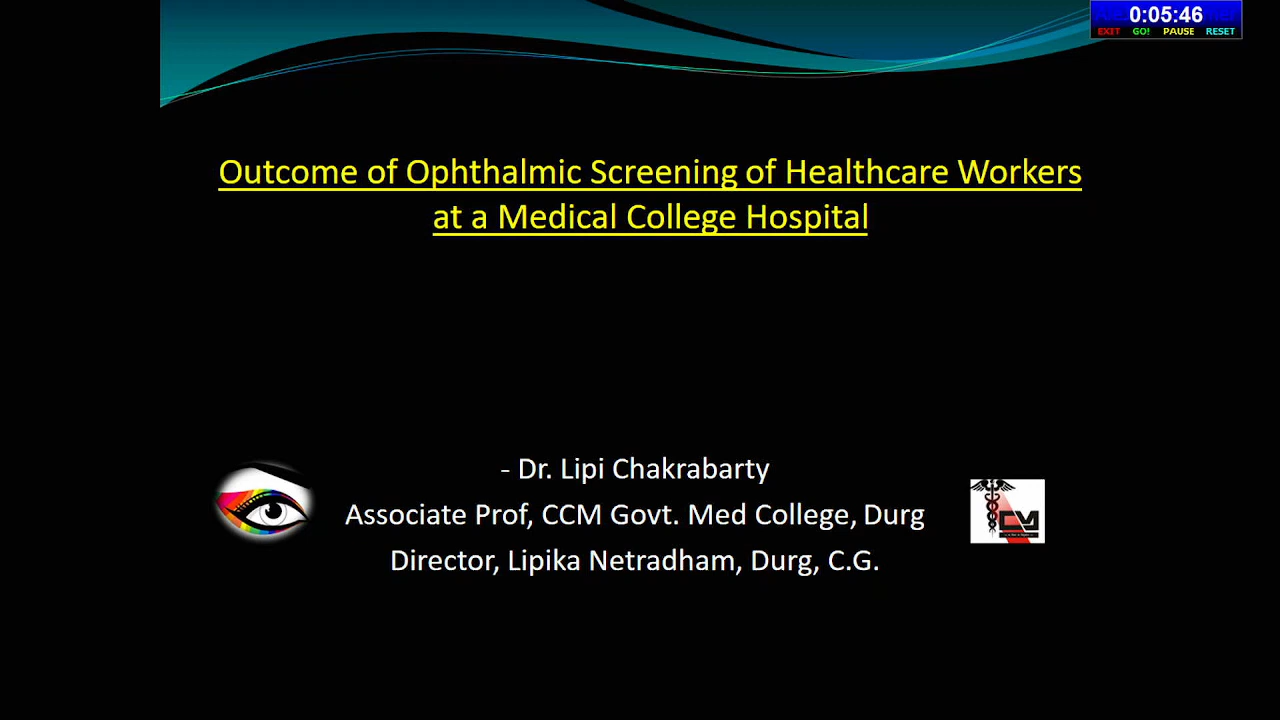 0:05:46
EXIT GO! PAUSE RESET
Outcome of Ophthalmic Screening of Healthcare Workers
at a Medical College Hospital
- Dr. Lipi Chakrabarty
Associate Prof, CCM Govt. Med College, Durg
Director, Lipika Netradham, Durg, C.G.